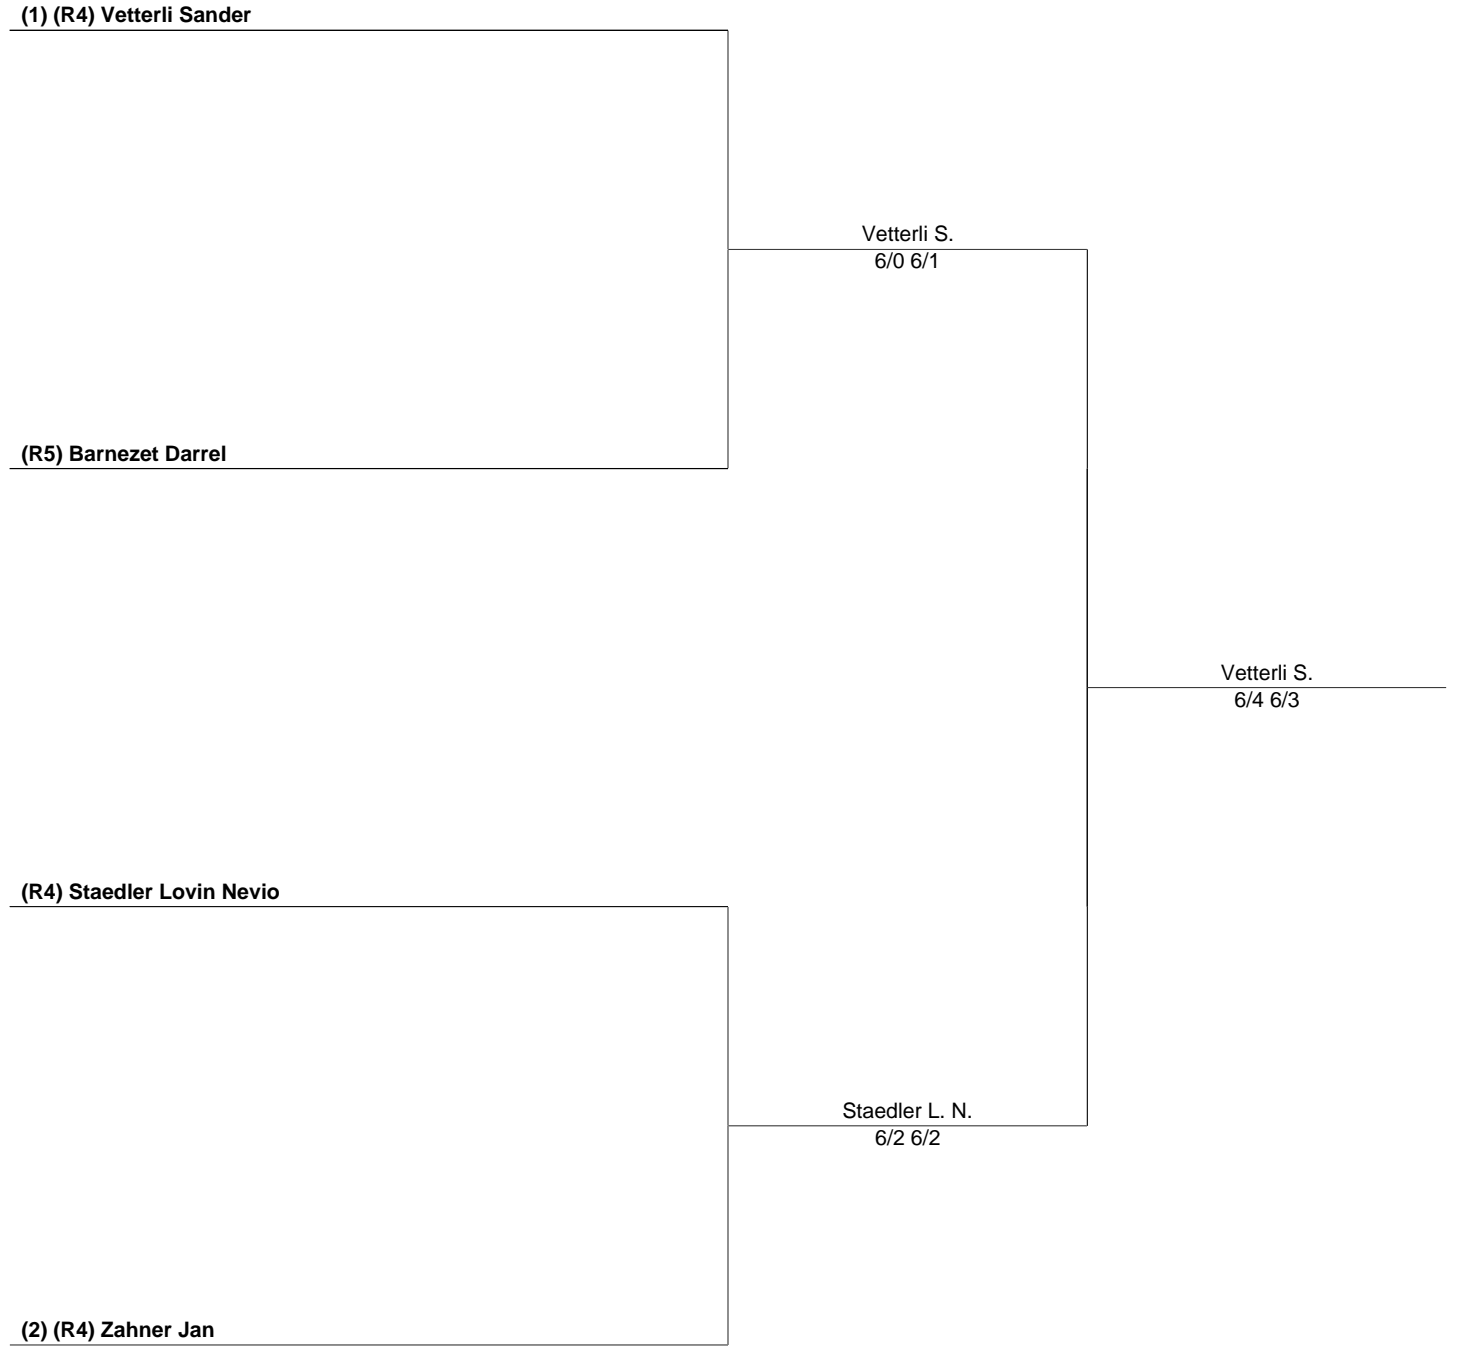 (1) (R4) Vetterli Sander
Vetterli S.
6/0 6/1
(R5) Barnezet Darrel
Vetterli S.
6/4 6/3
(R4) Staedler Lovin Nevio
Staedler L. N.
6/2 6/2
(2) (R4) Zahner Jan